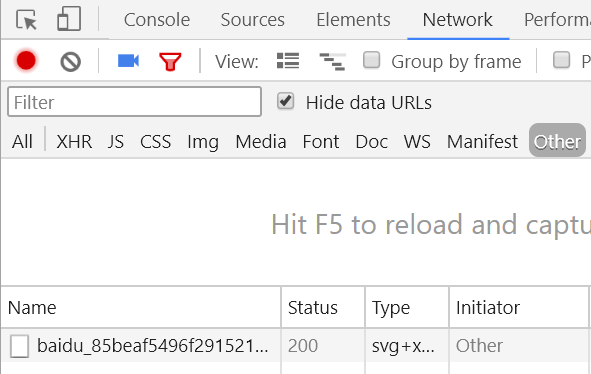 Console Sources Elements Network Performa
View: Group by frame P
Filter Hide data URLs
All XHR JS CSS Img Media Font Doc WS Manifest Other
Hit F5 to reload and captu
Name Status Type Initiator
baidu_85beaf5496f291521... 200 svg+x... Other